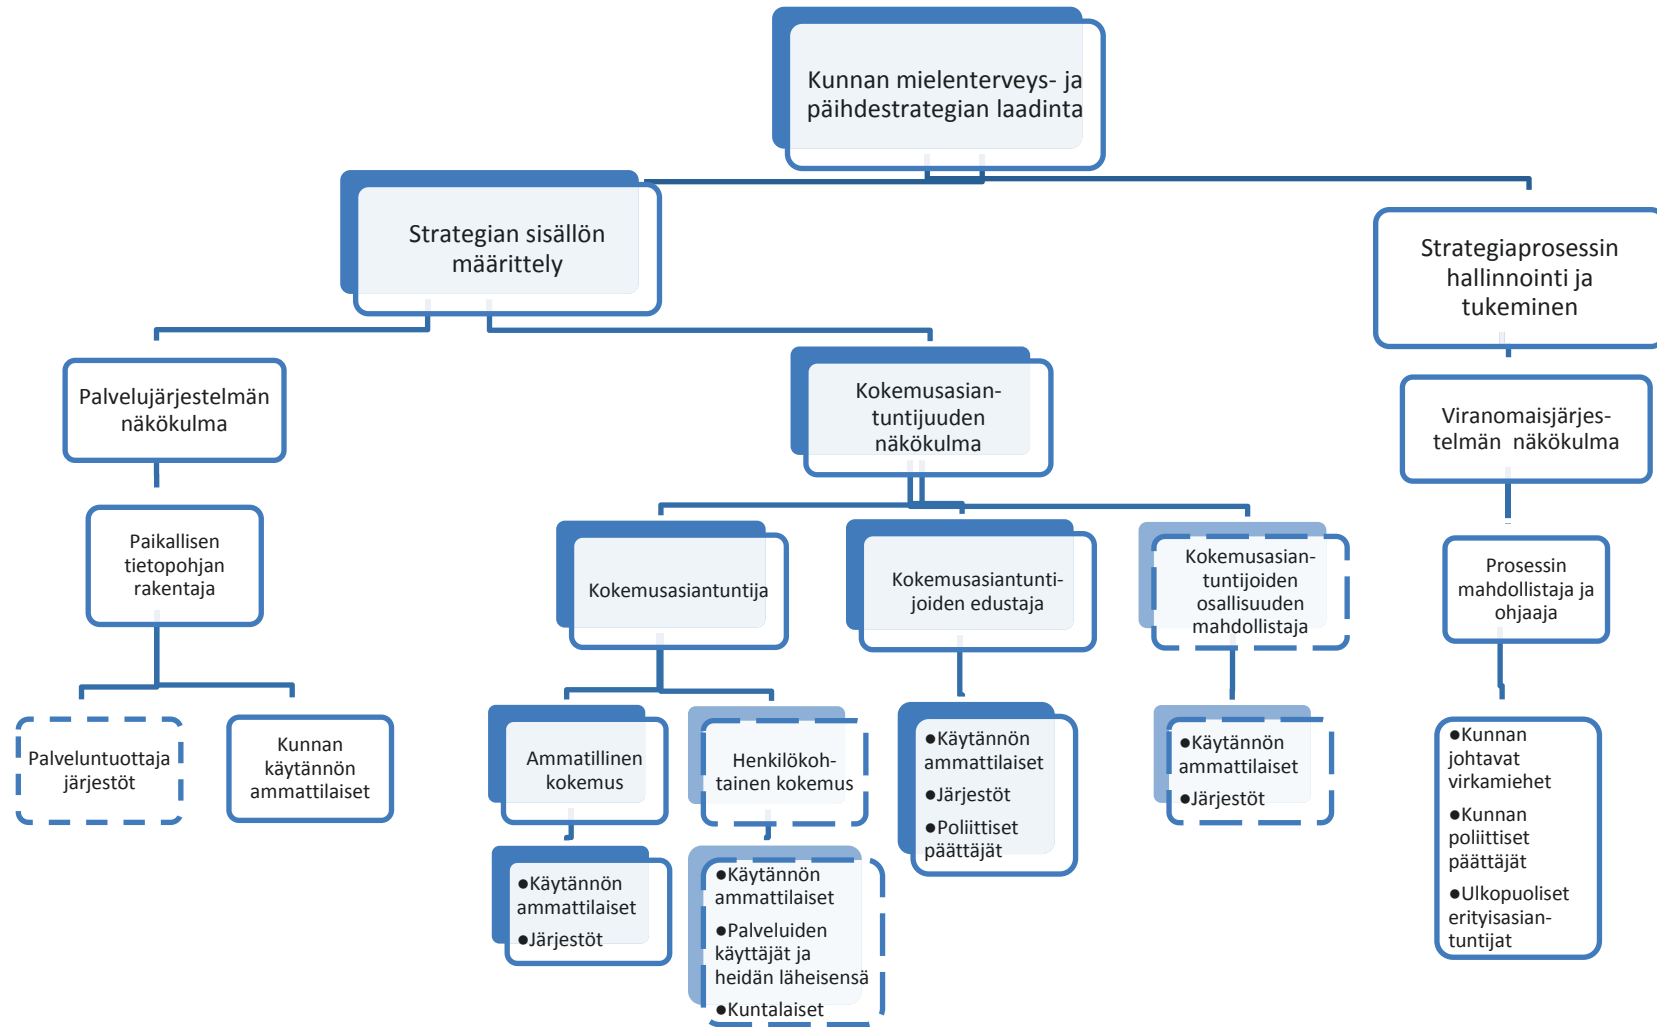 Kunnan mielenterveys- ja
päihdestrategian laadinta
Strategian sisällön
määrittely
Strategiaprosessin
hallinnointi ja
tukeminen
Palvelujärjestelmän
näkökulma
Kokemusasian-
tuntijuuden
näkökulma
Viranomaisjärjes-
telmän näkökulma
Paikallisen
tietopohjan
rakentaja
Kokemusasiantuntija
Kokemusasiantunti-
joiden edustaja
Kokemusasian-
tuntijoiden
osallisuuden
mahdollistaja
Prosessin
mahdollistaja ja
ohjaaja
Palveluntuottaja
järjestöt
Kunnan
käytännön
ammattilaiset
Ammatillinen
kokemus
Henkilökoh-
tainen kokemus
●Käytännön
ammattilaiset
●Järjestöt
●Poliittiset
päättäjät
●Käytännön
ammattilaiset
●Järjestöt
●Kunnan
johtavat
virkamiehet
●Kunnan
poliittiset
päättäjät
●Ulkopuoliset
erityisasian-
tuntijat
●Käytännön
ammattilaiset
●Järjestöt
●Käytännön
ammattilaiset
●Palveluiden
käyttäjät ja
heidän läheisensä
●Kuntalaiset